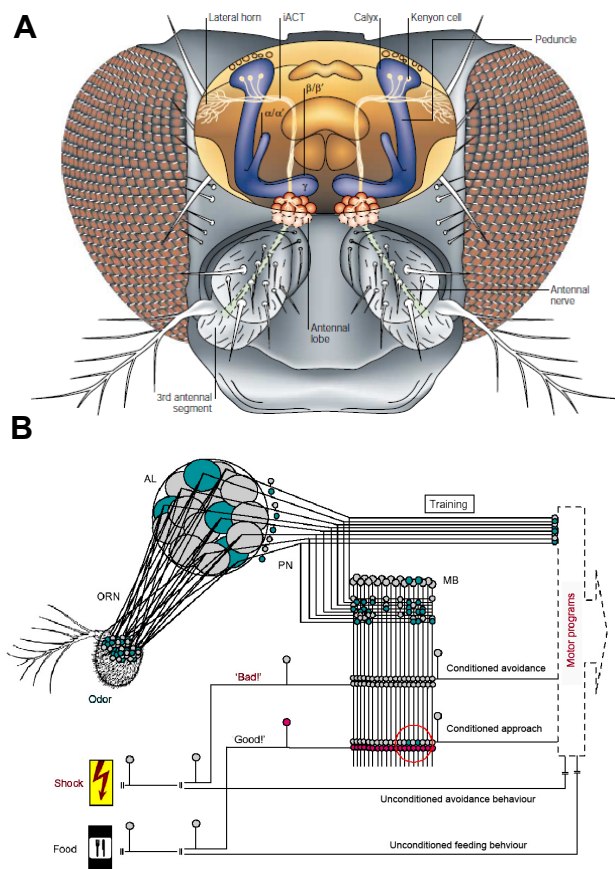 A
Lateral horn
iACT
Calyx
Kenyon cell
Peduncle
β/β'
α/α'
γ
Antennal
nerve
Antennal
lobe
3rd antennal
segment
B
AL
Training
PN
MB
ORN
Odor
Motor programs
'Bad!'
Conditioned avoidance
Good!'
Conditioned approach
Shock
Unconditioned avoidance behaviour
Food
Unconditioned feeding behviour